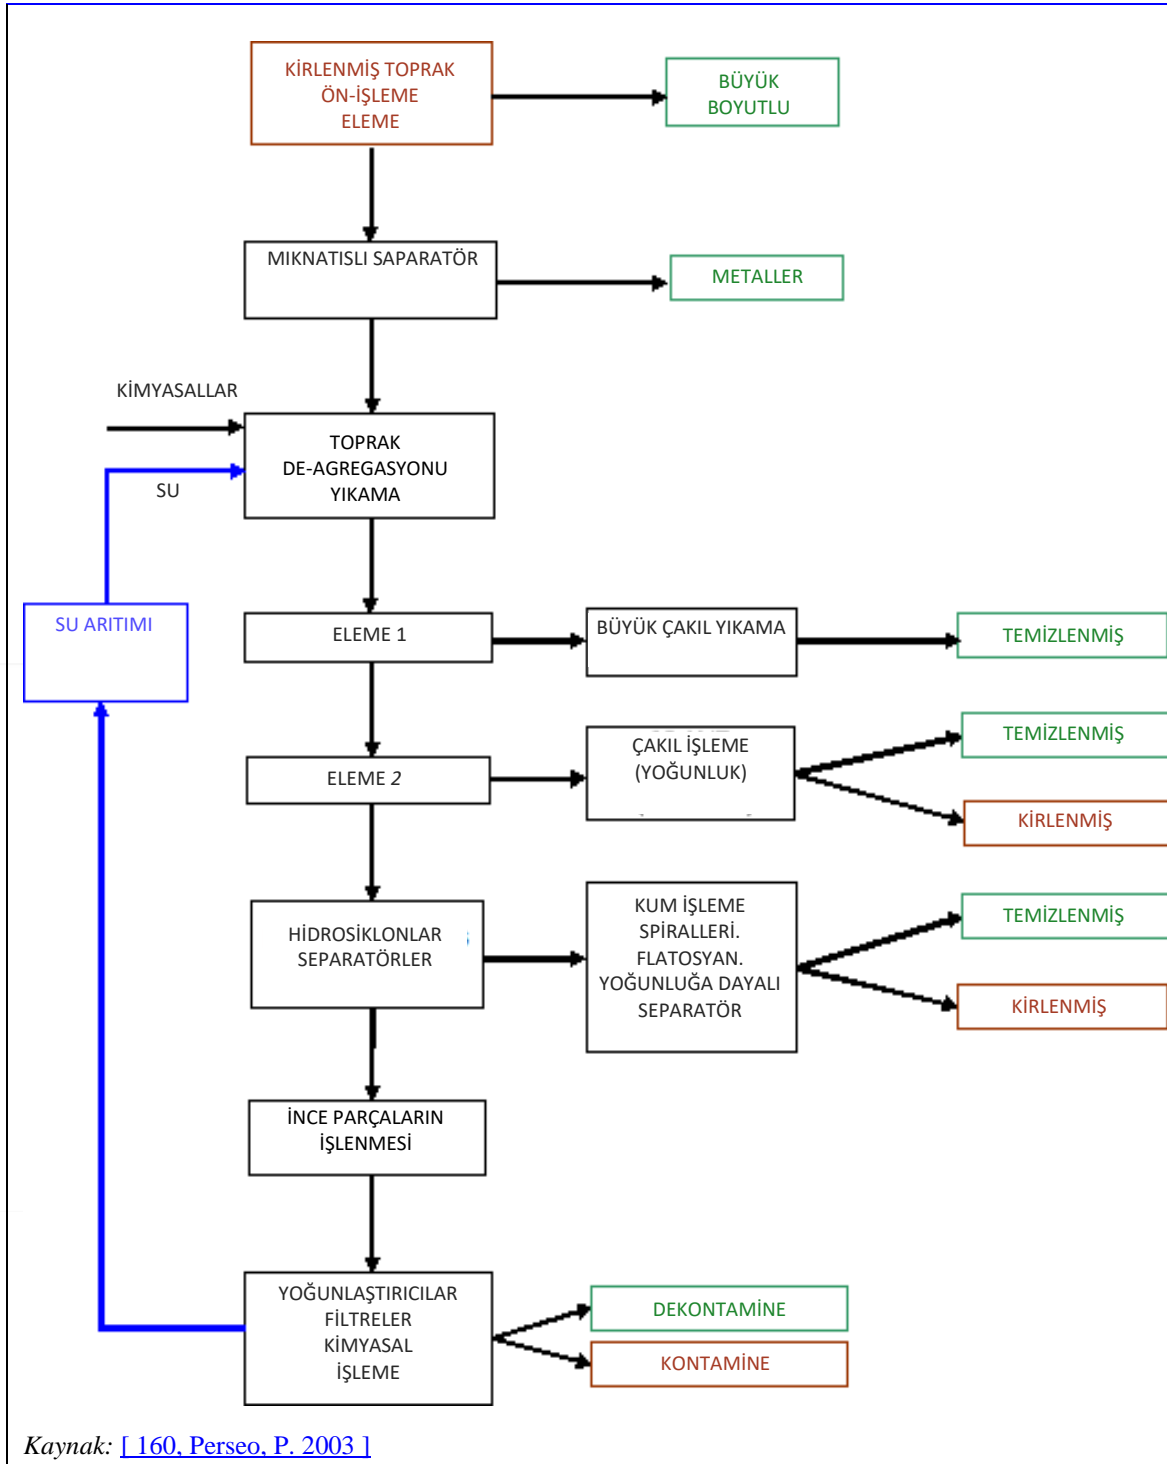 KİRLENMİŞ TOPRAK
ÖN-İŞLEME
ELEME
BÜYÜK
BOYUTLU
MIKNATISLI SAPARATÖR
METALLER
KİMYASALLAR
TOPRAK
DE-AGREGASYONU
YIKAMA
SU
SU ARITIMI
ELEME 1
BÜYÜK ÇAKIL YIKAMA
TEMİZLENMİŞ
ELEME 2
ÇAKIL İŞLEME
(YOĞUNLUK)
TEMİZLENMİŞ
KİRLENMİŞ
HİDROSİKLONLAR
SEPARATÖRLER
KUM İŞLEME
SPİRALLERİ.
FLATOSYAN.
YOĞUNLUĞA DAYALI
SEPARATÖR
TEMİZLENMİŞ
KİRLENMİŞ
İNCE PARÇALARIN
İŞLENMESİ
YOĞUNLAŞTIRICILAR
FİLTRELER
KİMYASAL
İŞLEME
DEKONTAMİNE
KONTAMİNE
Kaynak: [ 160, Perseo, P. 2003 ]